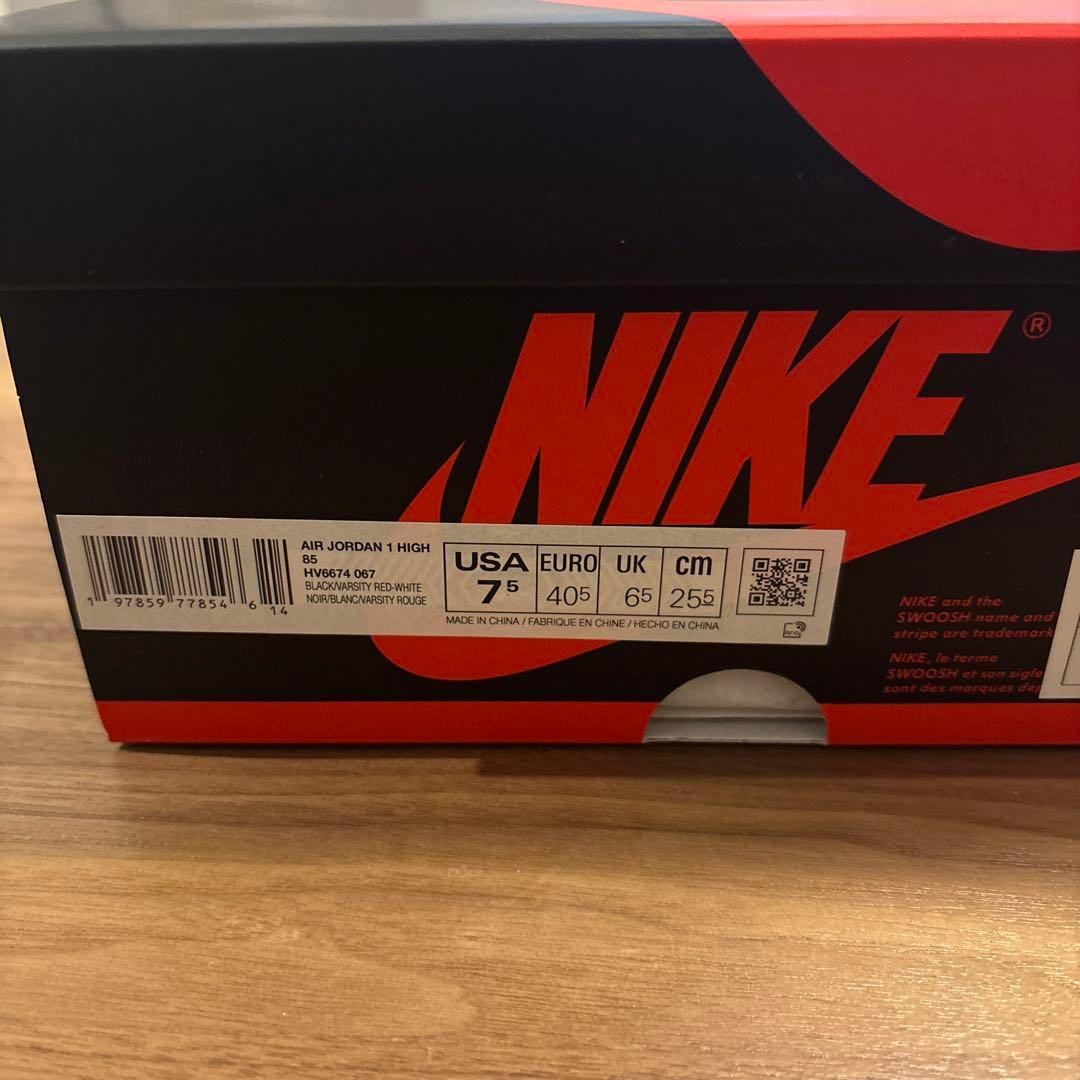 NIKE®
AIR JORDAN 1 HIGH
85
HV6674 067
BLACK/VARSITY RED-WHITE
NOIR/BLANC/VARSITY ROUGE
1 97859 77854 6 14
USA EURO UK cm
7⁵ 40⁵ 6⁵ 25⁵
MADE IN CHINA / FABRIQUE EN CHINE / HECHO EN CHINA
RFID
NIKE and the
SWOOSH name and
stripe are trademark
NIKE, le terme
SWOOSH et son sigle
sont des marques